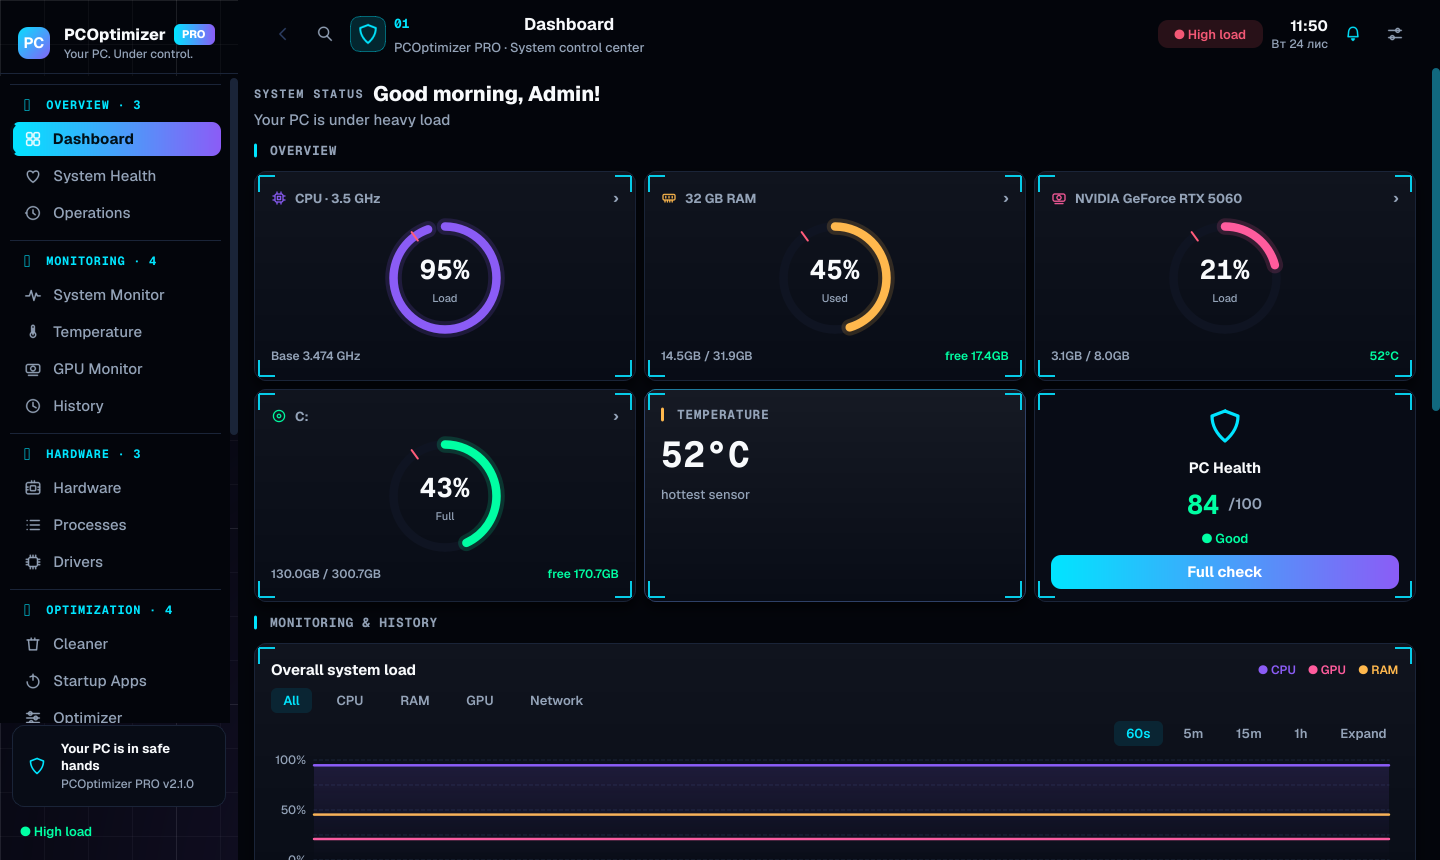 PC
PCOptimizer PRO
Your PC. Under control.
OVERVIEW · 3
Dashboard
System Health
Operations
MONITORING · 4
System Monitor
Temperature
GPU Monitor
History
HARDWARE · 3
Hardware
Processes
Drivers
OPTIMIZATION · 4
Cleaner
Startup Apps
Optimizer
Your PC is in safe
hands
PCOptimizer PRO v2.1.0
High load
01
Dashboard
PCOptimizer PRO · System control center
High load
11:50
Вт 24 лис
SYSTEM STATUS Good morning, Admin!
Your PC is under heavy load
OVERVIEW
CPU · 3.5 GHz ›
95%
Load
Base 3.474 GHz
32 GB RAM ›
45%
Used
14.5GB / 31.9GB free 17.4GB
NVIDIA GeForce RTX 5060 ›
21%
Load
3.1GB / 8.0GB 52°C
C: ›
43%
Full
130.0GB / 300.7GB free 170.7GB
TEMPERATURE
52°C
hottest sensor
PC Health
84 /100
Good
Full check
MONITORING & HISTORY
Overall system load
CPU GPU RAM
All CPU RAM GPU Network
60s 5m 15m 1h Expand
100%
50%
0%